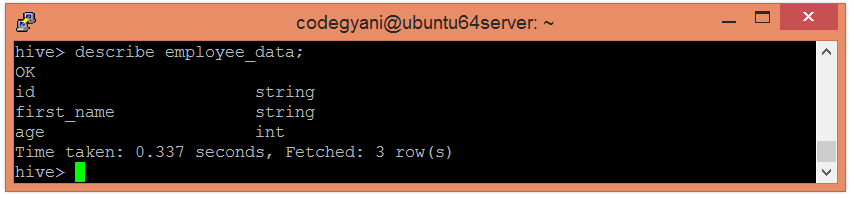 codegyani@ubuntu64server: ~
hive> describe employee_data;
OK
id string
first_name string
age int
Time taken: 0.337 seconds, Fetched: 3 row(s)
hive>